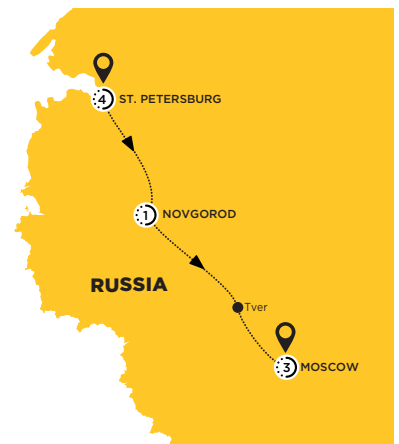 4 ST. PETERSBURG
1 NOVGOROD
RUSSIA
Tver
3 MOSCOW